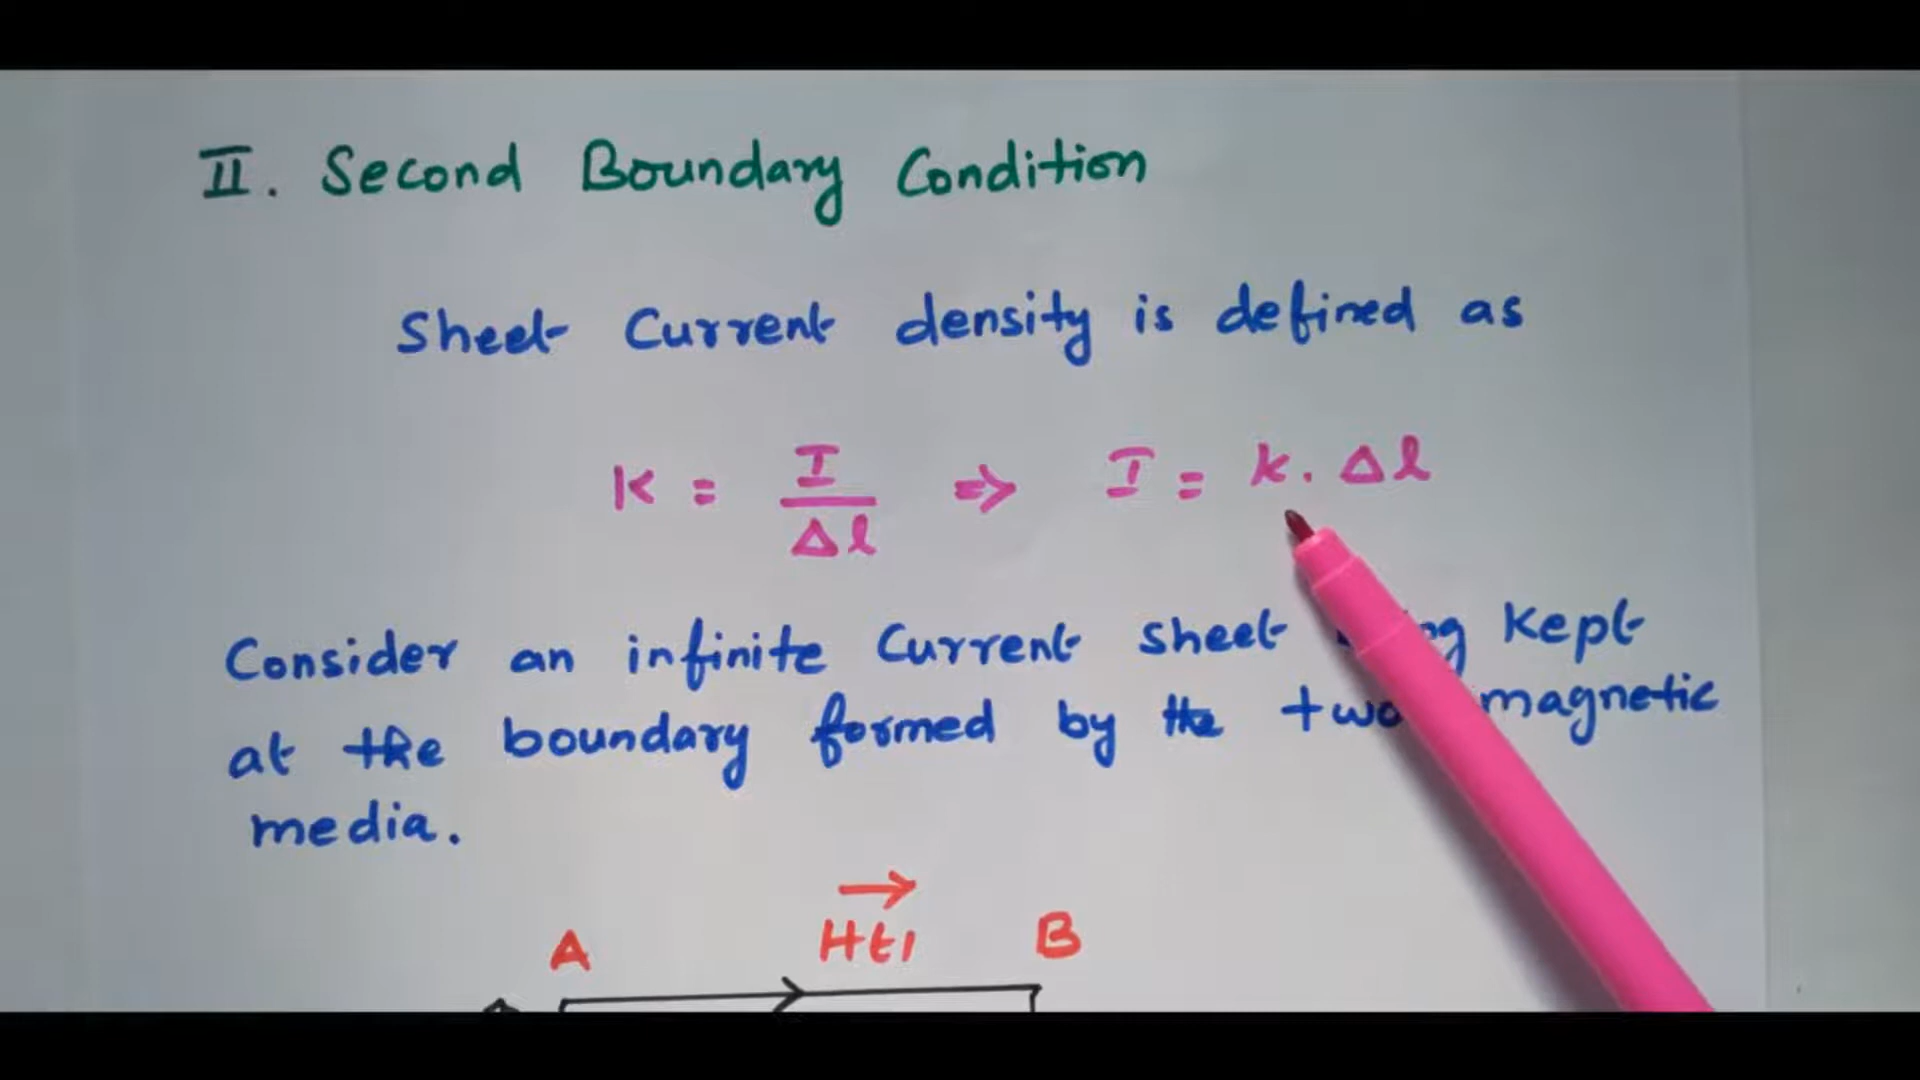 II. Second Boundary Condition
Sheet Current density is defined as
K = I / Δl ⇒ I = K. Δl
Consider an infinite Current sheet kept
at the boundary formed by the two magnetic
media.
A Ht1 B